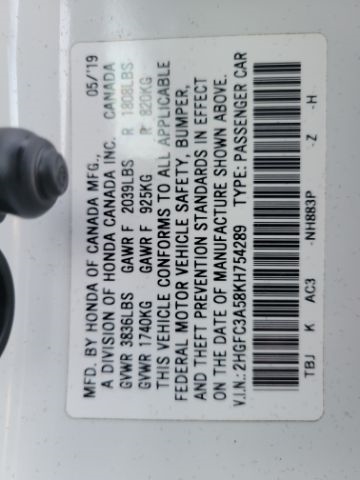 MFD. BY HONDA OF CANADA MFG., 05/'19
A DIVISION OF HONDA CANADA INC. CANADA
GVWR 3836LBS GAWR F 2039LBS R 1808LBS
GVWR 1740KG GAWR F 925KG R 820KG
THIS VEHICLE CONFORMS TO ALL APPLICABLE
FEDERAL MOTOR VEHICLE SAFETY, BUMPER,
AND THEFT PREVENTION STANDARDS IN EFFECT
ON THE DATE OF MANUFACTURE SHOWN ABOVE.
V.I.N.: 2HGFC3A58KH754289 TYPE: PASSENGER CAR
TBJ K AC3 -NH883P -Z -H